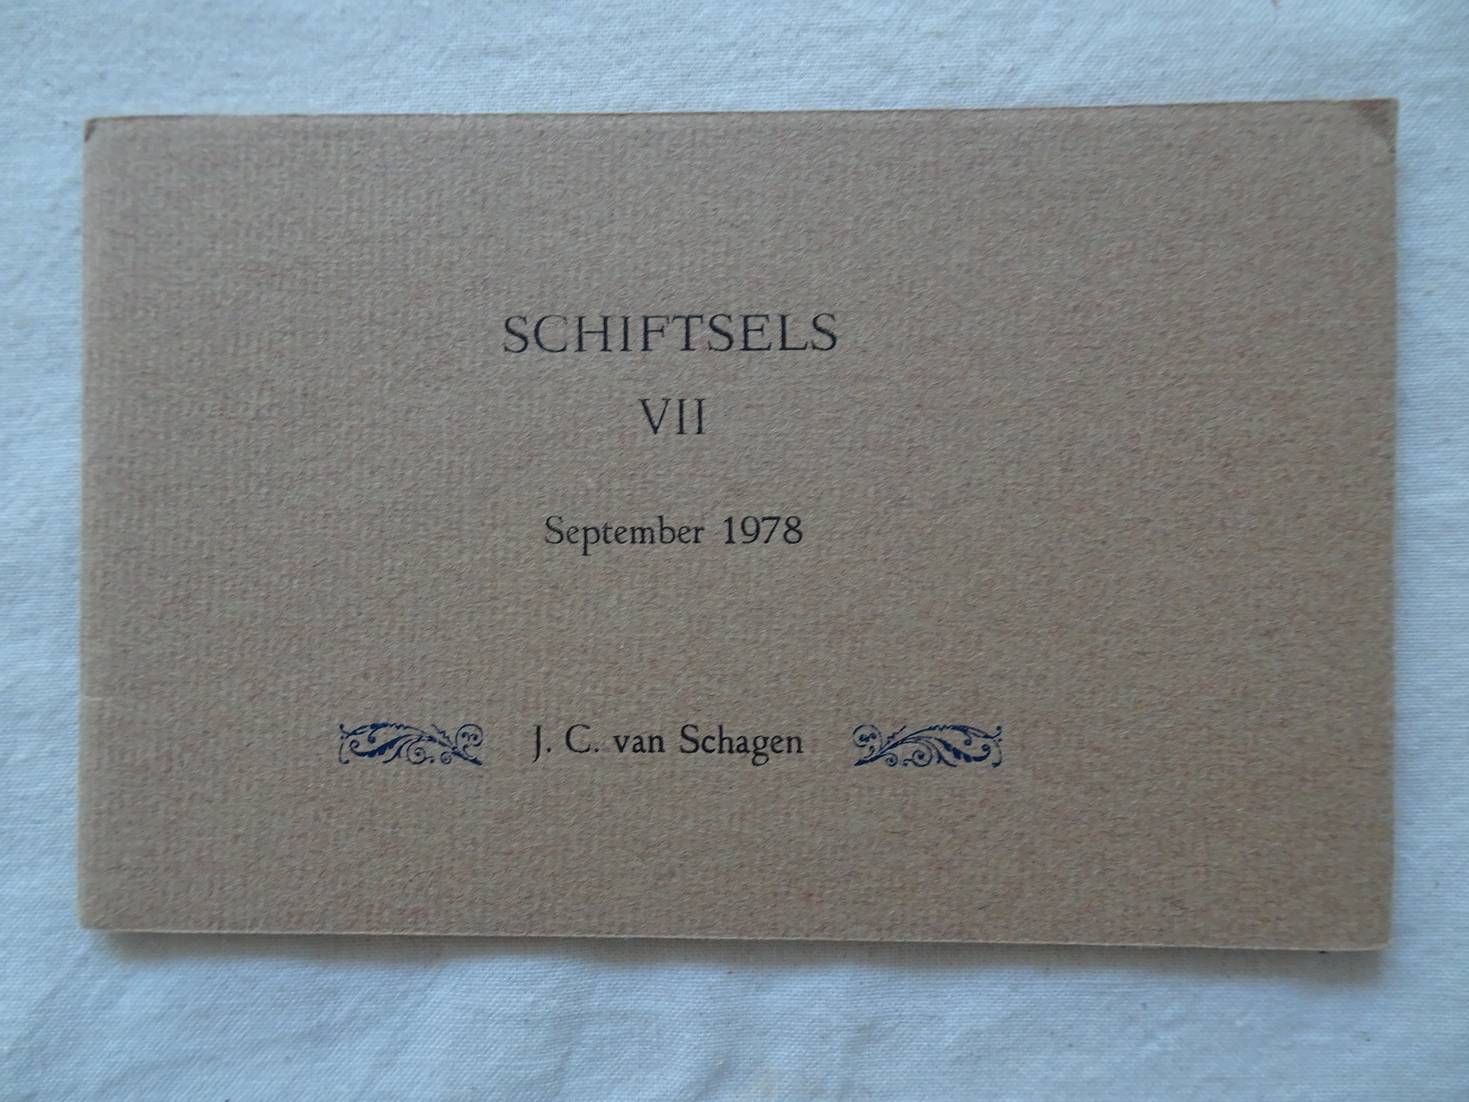 SCHIFTSELS
VII
September 1978
J. C. van Schagen